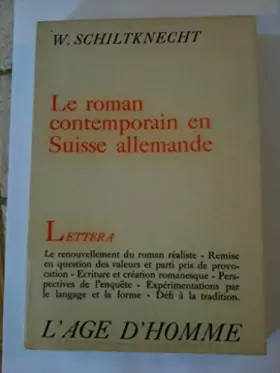 W. SCHILTKNECHT
Le roman
contemporain en
Suisse allemande
LETTERA
Le renouvellement du roman réaliste - Remise
en question des valeurs et parti pris de provo-
cation - Ecriture et création romanesque - Pers-
pectives de l'enquête - Expérimentations par
le langage et la forme - Défi à la tradition.
L'AGE D'HOMME